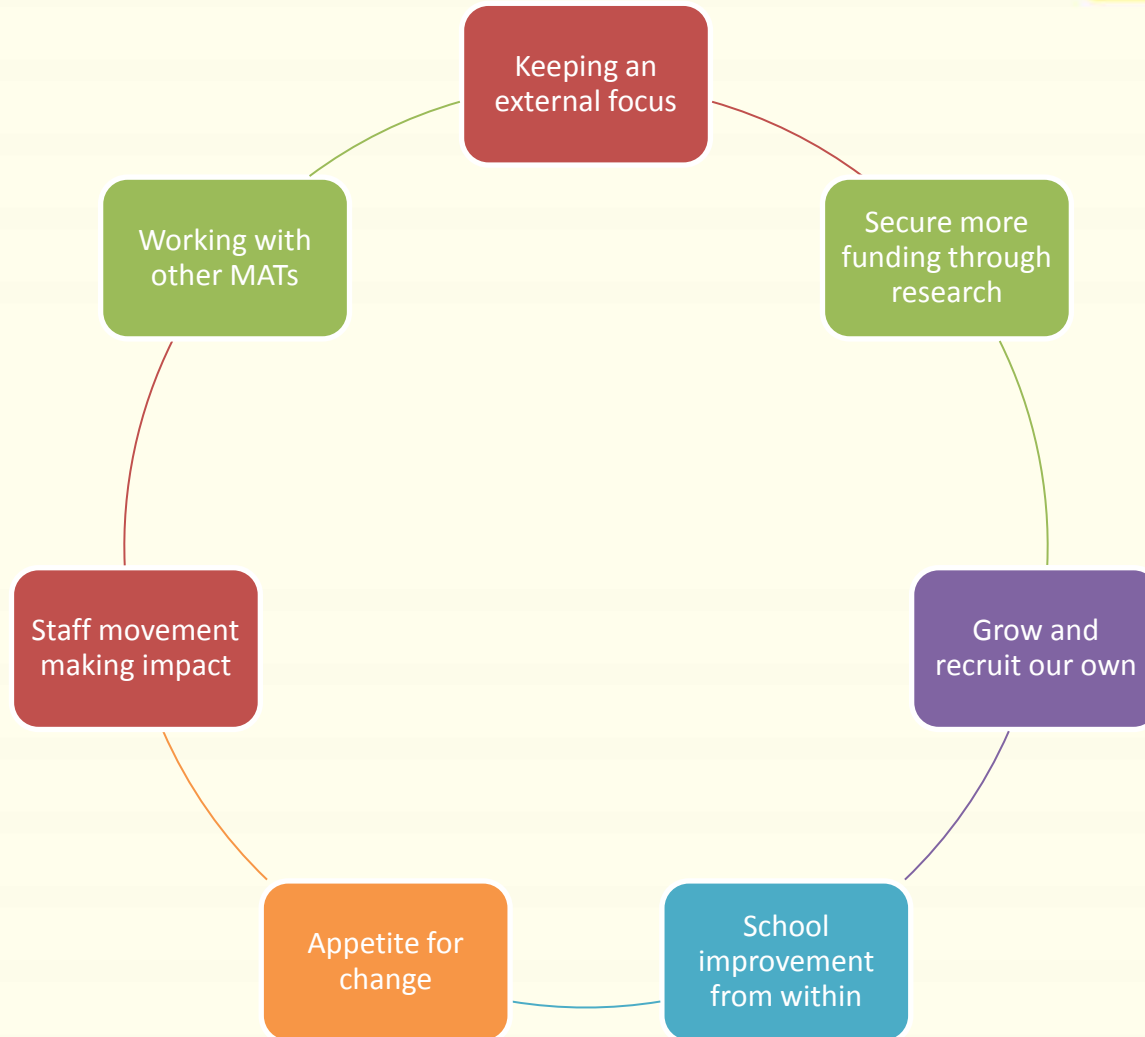 Keeping an
external focus
Secure more
funding through
research
Grow and
recruit our own
School
improvement
from within
Appetite for
change
Staff movement
making impact
Working with
other MATs